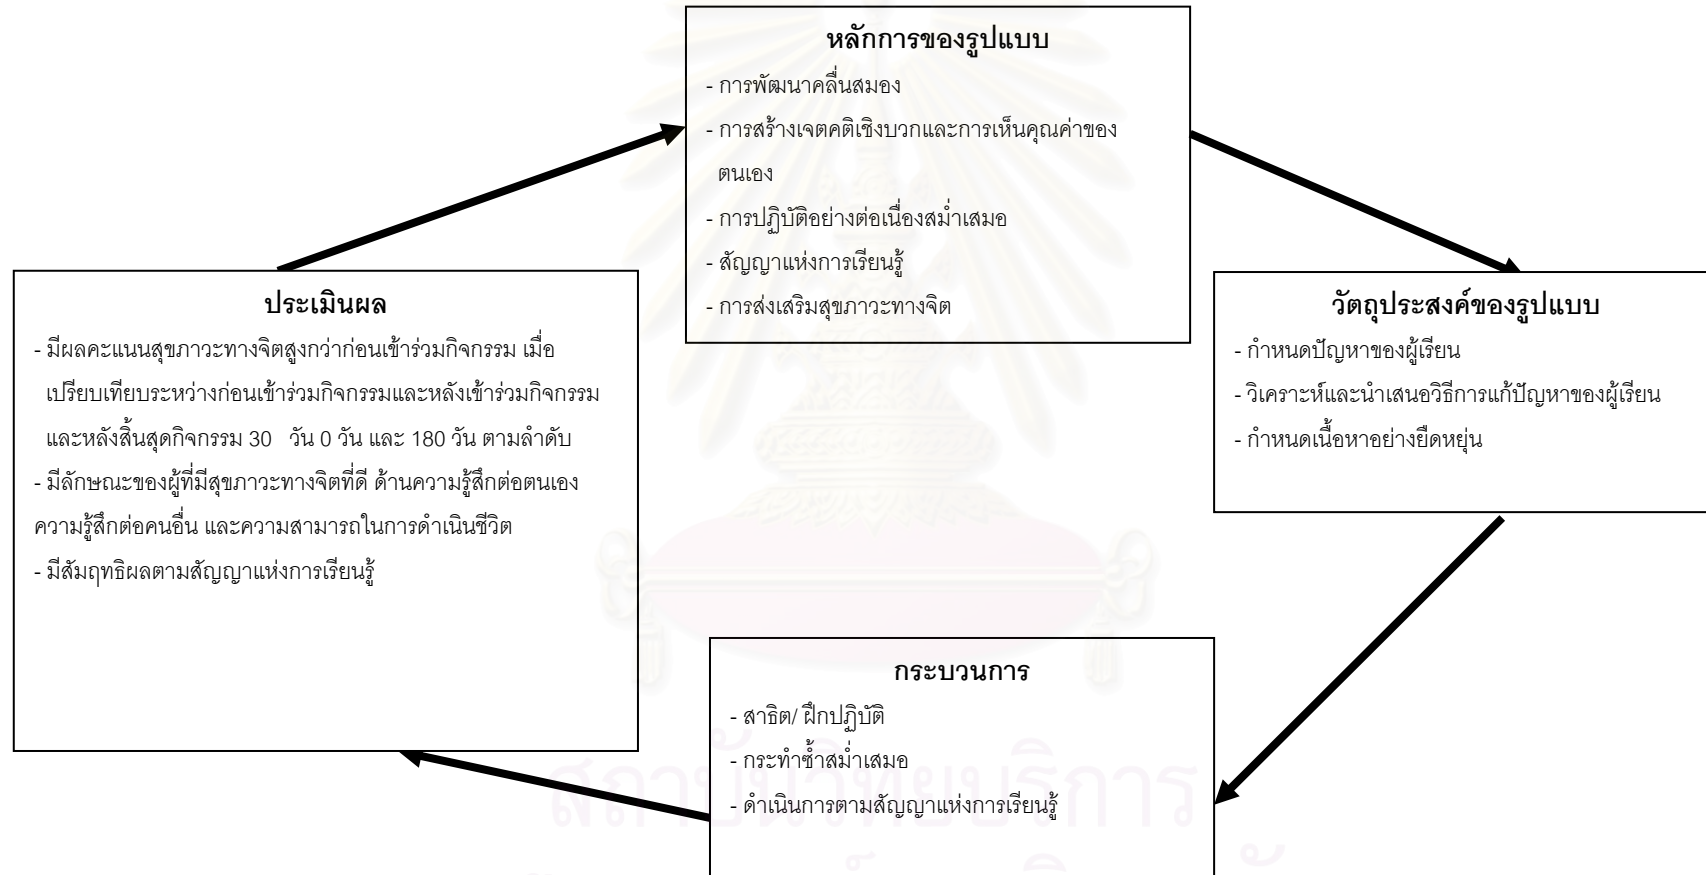 หลักการของรูปแบบ
- การพัฒนาคลื่นสมอง
- การสร้างเจตคติเชิงบวกและการเห็นคุณค่าของ
ตนเอง
- การปฏิบัติอย่างต่อเนื่องสม่ำเสมอ
- สัญญาแห่งการเรียนรู้
- การส่งเสริมสุขภาวะทางจิต
วัตถุประสงค์ของรูปแบบ
- กำหนดปัญหาของผู้เรียน
- วิเคราะห์และนำเสนอวิธีการแก้ปัญหาของผู้เรียน
- กำหนดเนื้อหาอย่างยืดหยุ่น
กระบวนการ
- สาธิต/ ฝึกปฏิบัติ
- กระทำซ้ำสม่ำเสมอ
- ดำเนินการตามสัญญาแห่งการเรียนรู้
ประเมินผล
- มีผลคะแนนสุขภาวะทางจิตสูงกว่าก่อนเข้าร่วมกิจกรรม เมื่อ
เปรียบเทียบระหว่างก่อนเข้าร่วมกิจกรรมและหลังเข้าร่วมกิจกรรม
และหลังสิ้นสุดกิจกรรม 30 วัน 0 วัน และ 180 วัน ตามลำดับ
- มีลักษณะของผู้ที่มีสุขภาวะทางจิตที่ดี ด้านความรู้สึกต่อตนเอง
ความรู้สึกต่อคนอื่น และความสามารถในการดำเนินชีวิต
- มีสัมฤทธิผลตามสัญญาแห่งการเรียนรู้
สถาบันวิทยบริการ